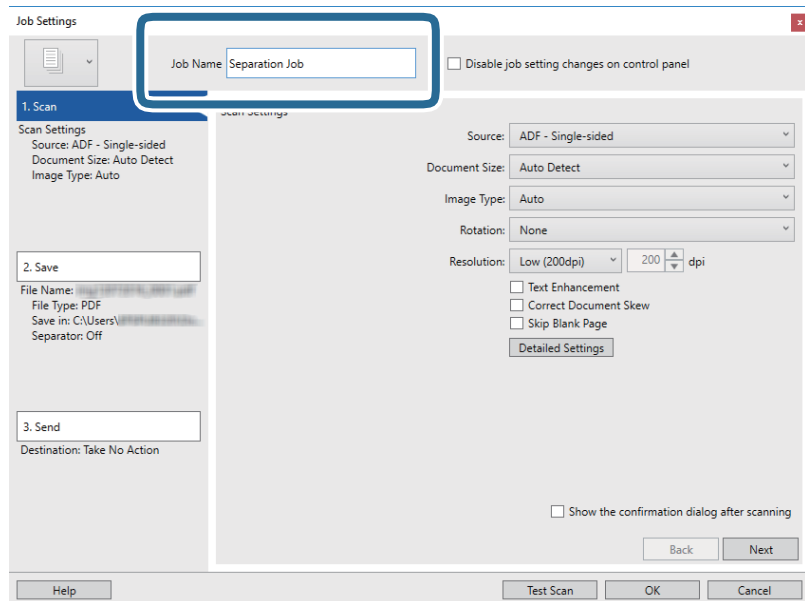 Job Settings
x
Job Name Separation Job
Disable job setting changes on control panel
1. Scan
Scan Settings
Source: ADF - Single-sided
Document Size: Auto Detect
Image Type: Auto
2. Save
File Name:
File Type: PDF
Save in: C:\Users\
Separator: Off
3. Send
Destination: Take No Action
Scan Settings
Source: ADF - Single-sided
Document Size: Auto Detect
Image Type: Auto
Rotation: None
Resolution: Low (200dpi) 200 dpi
Text Enhancement
Correct Document Skew
Skip Blank Page
Detailed Settings
Show the confirmation dialog after scanning
Back Next
Help Test Scan OK Cancel